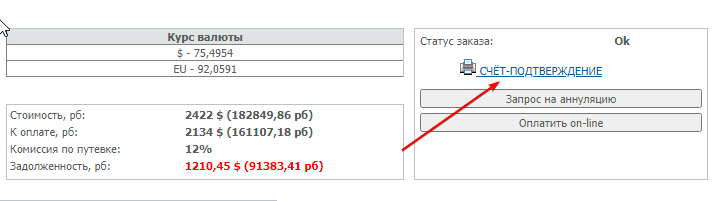 Курс валюты
$ - 75,4954
EU - 92,0591
Стоимость, рб: 2422 $ (182849,86 рб)
К оплате, рб: 2134 $ (161107,18 рб)
Комиссия по путевке: 12%
Задолженность, рб: 1210,45 $ (91383,41 рб)
Статус заказа: Ok
СЧЁТ-ПОДТВЕРЖДЕНИЕ
Запрос на аннуляцию
Оплатить on-line